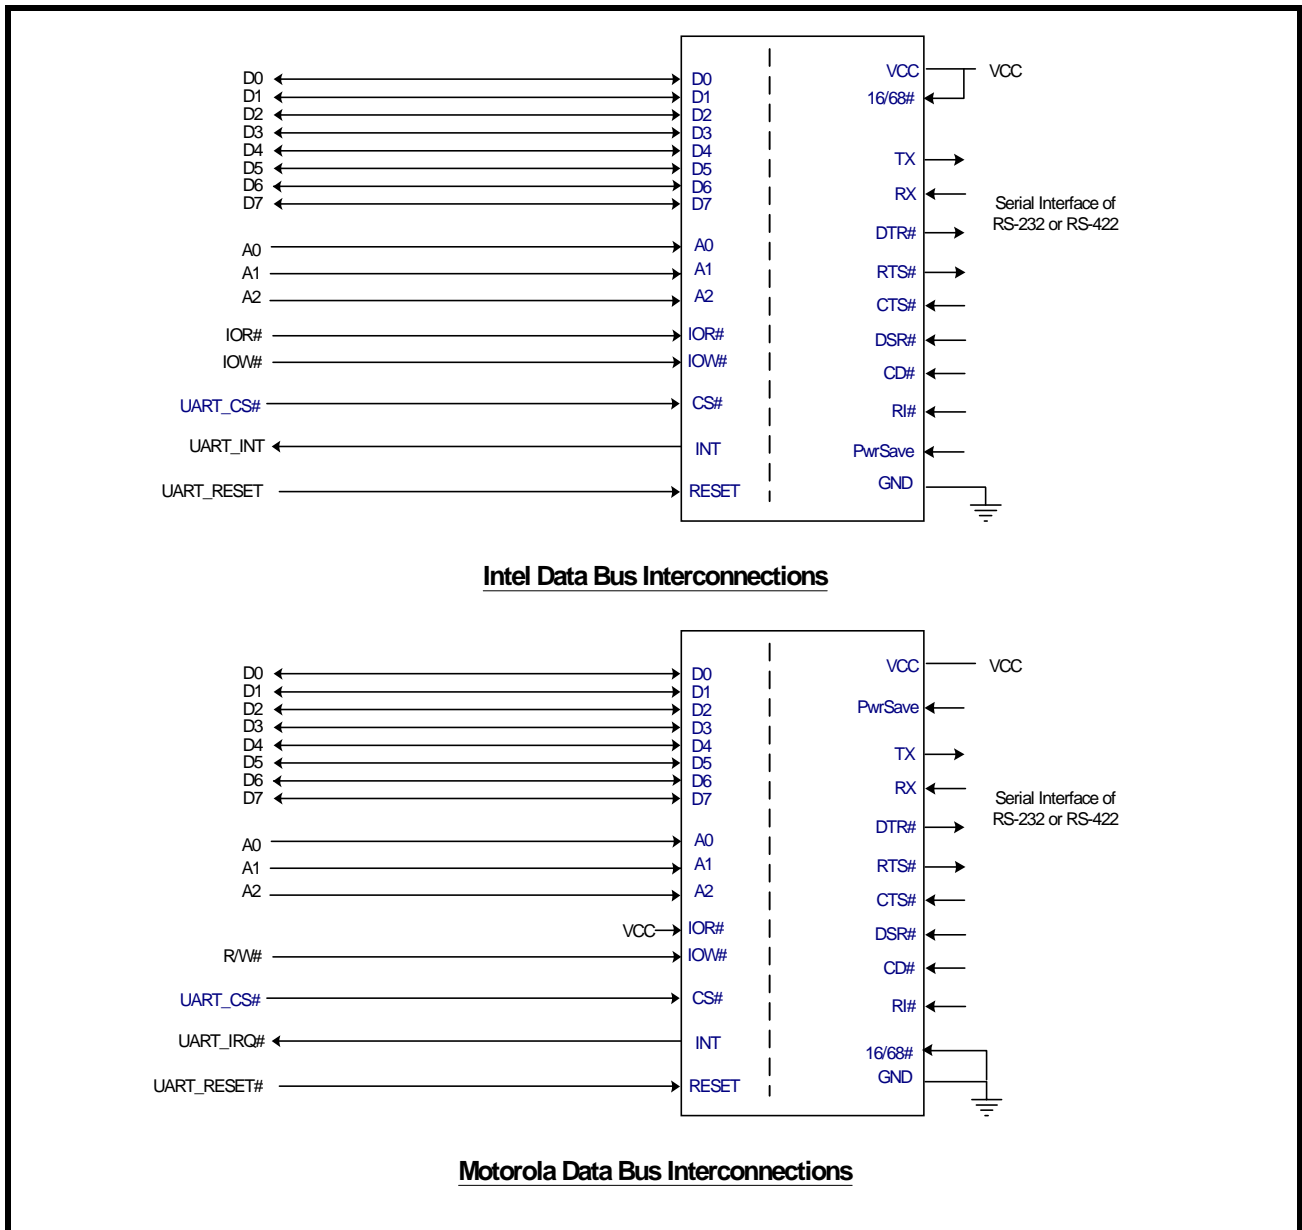 D0
D1
D2
D3
D4
D5
D6
D7
A0
A1
A2
IOR#
IOW#
UART_CS#
UART_INT
UART_RESET
D0
D1
D2
D3
D4
D5
D6
D7
A0
A1
A2
IOR#
IOW#
CS#
INT
RESET
VCC
16/68#
TX
RX
DTR#
RTS#
CTS#
DSR#
CD#
RI#
PwrSave
GND
VCC
Serial Interface of
RS-232 or RS-422
Intel Data Bus Interconnections
D0
D1
D2
D3
D4
D5
D6
D7
A0
A1
A2
VCC
R/W#
UART_CS#
UART_IRQ#
UART_RESET#
D0
D1
D2
D3
D4
D5
D6
D7
A0
A1
A2
IOR#
IOW#
CS#
INT
RESET
VCC
PwrSave
TX
RX
DTR#
RTS#
CTS#
DSR#
CD#
RI#
16/68#
GND
VCC
Serial Interface of
RS-232 or RS-422
Motorola Data Bus Interconnections